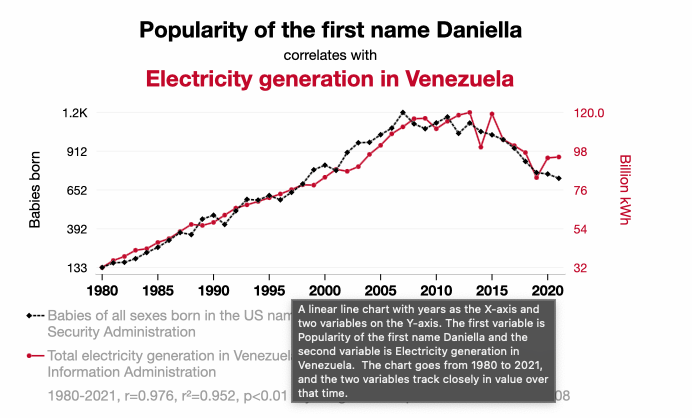 Popularity of the first name Daniella
correlates with
Electricity generation in Venezuela
1.2K
912
652
392
133
Babies born
120.0
98
76
54
32
Billion kWh
1980 1985 1990 1995 2000 2005 2010 2015 2020
Babies of all sexes born in the US
Security Administration
Total electricity generation in
Information Administration
1980-2021, r=0.976, r²=0.952, p<0.01
A linear line chart with years as the X-axis and
two variables on the Y-axis. The first variable is
Popularity of the first name Daniella and the
second variable is Electricity generation in
Venezuela. The chart goes from 1980 to 2021,
and the two variables track closely in value over
that time.